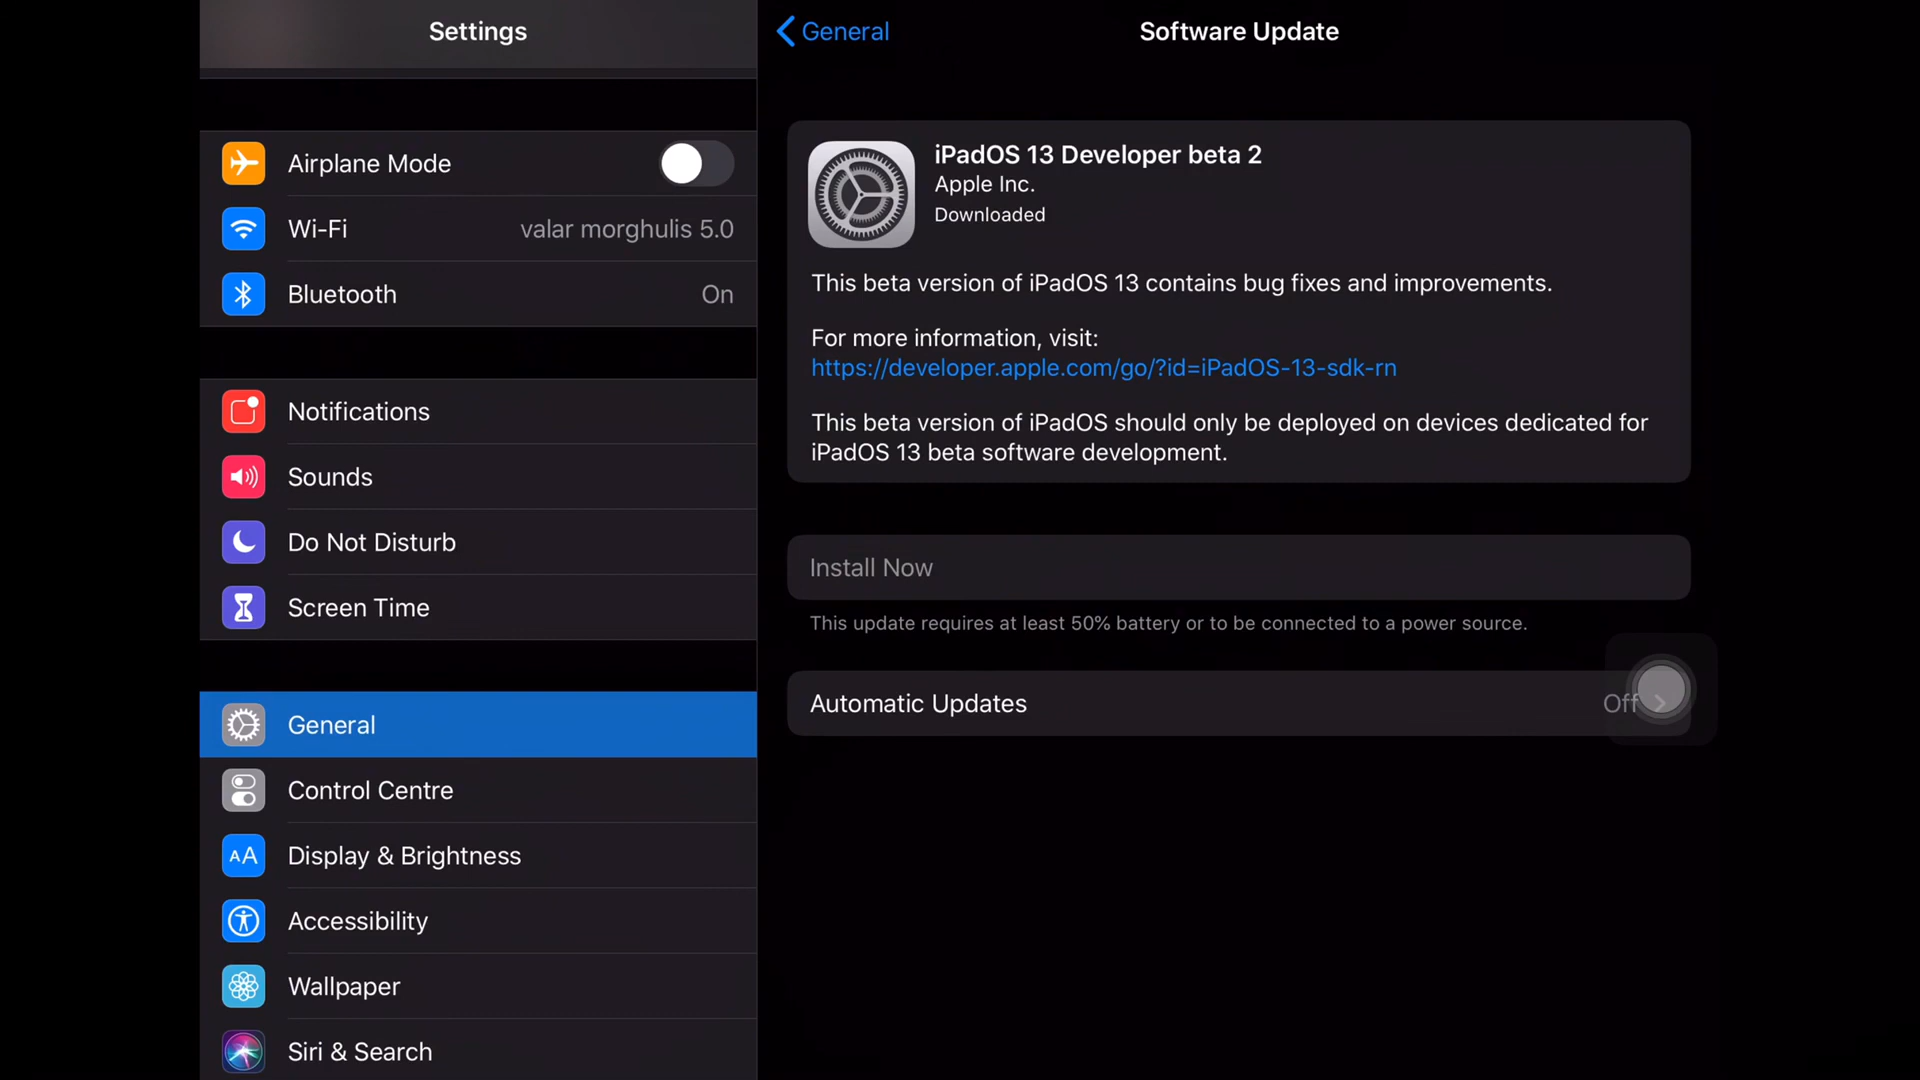 Settings
Airplane Mode
Wi-Fi valar morghulis 5.0
Bluetooth On
Notifications
Sounds
Do Not Disturb
Screen Time
General
Control Centre
AA Display & Brightness
Accessibility
Wallpaper
Siri & Search
General Software Update
iPadOS 13 Developer beta 2
Apple Inc.
Downloaded
This beta version of iPadOS 13 contains bug fixes and improvements.
For more information, visit:
https://developer.apple.com/go/?id=iPadOS-13-sdk-rn
This beta version of iPadOS should only be deployed on devices dedicated for
iPadOS 13 beta software development.
Install Now
This update requires at least 50% battery or to be connected to a power source.
Automatic Updates Off